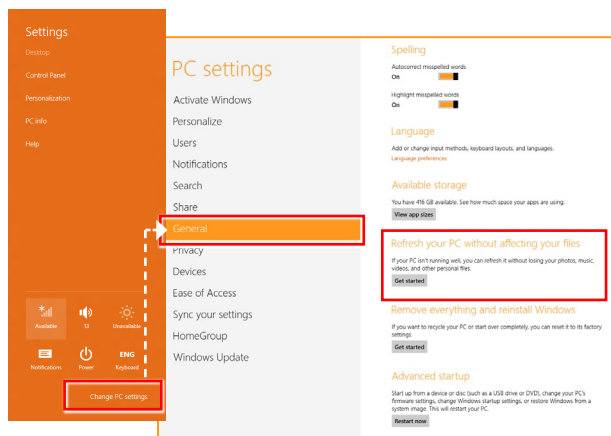 Settings
Desktop
Control Panel
Personalization
PC info
Help
Available
13
Unavailable
Notifications
Power
ENG
Keyboard
Change PC settings
PC settings
Activate Windows
Personalize
Users
Notifications
Search
Share
General
Privacy
Devices
Ease of Access
Sync your settings
HomeGroup
Windows Update
Spelling
Autocorrect misspelled words
On
Highlight misspelled words
On
Language
Add or change input methods, keyboard layouts, and languages.
Language preferences
Available storage
You have 416 GB available. See how much space your apps are using.
View app sizes
Refresh your PC without affecting your files
If your PC isn't running well, you can refresh it without losing your photos, music,
videos, and other personal files.
Get started
Remove everything and reinstall Windows
If you want to recycle your PC or start over completely, you can reset it to its factory
settings.
Get started
Advanced startup
Start up from a device or disc (such as a USB drive or DVD), change your PC's
firmware settings, change Windows startup settings, or restore Windows from a
system image. This will restart your PC.
Restart now